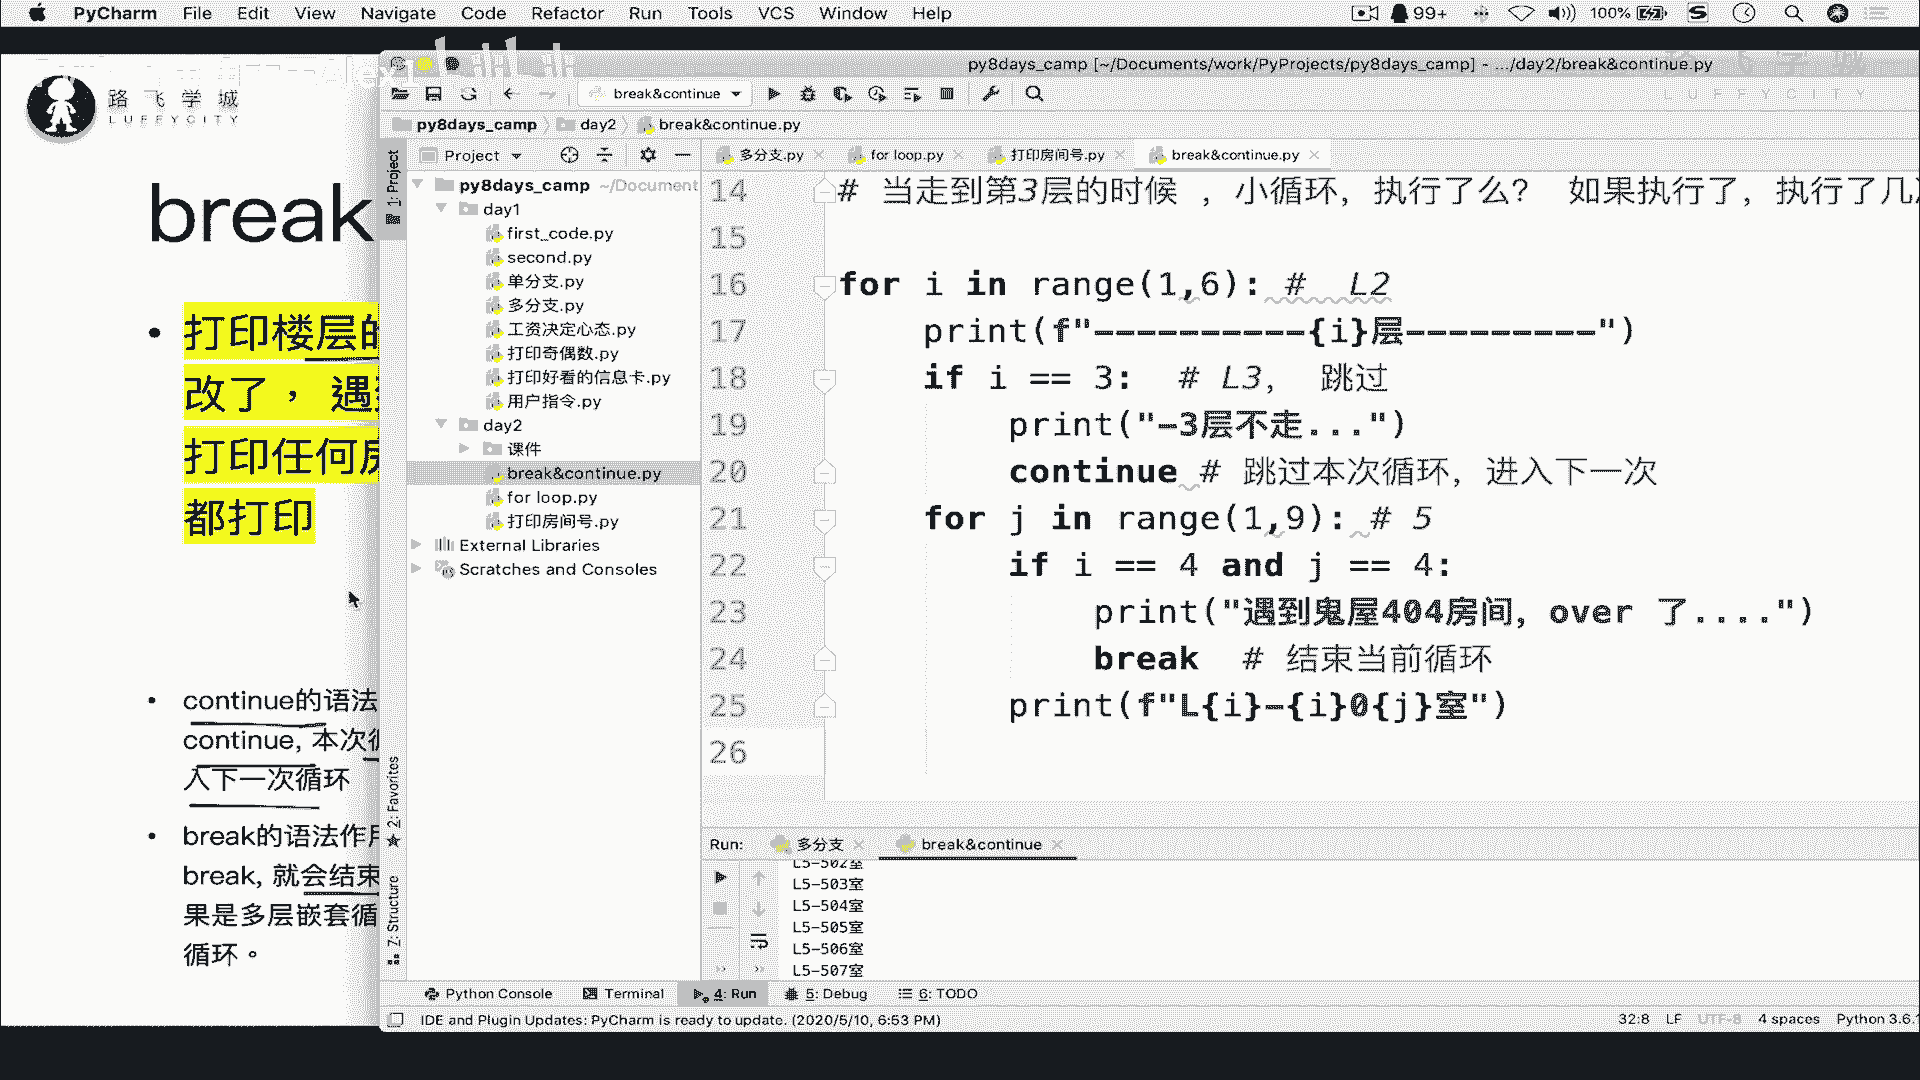 PyCharm File Edit View Navigate Code Refactor Run Tools VCS Window Help 99+ 100%
路飞学城
LUFFYCITY
break
• 打印楼层的
改了， 遇到
打印任何房
都打印
• continue的语法
continue, 本次循
入下一次循环
• break的语法作用
break, 就会结束
果是多层嵌套循
循环。
py8days_camp [~/Documents/work/PyProjects/py8days_camp] - .../day2/break&continue.py
LUFFYCITY
break&continue
py8days_camp day2 break&continue.py
1: Project
2: Favorites
7: Structure
Project
py8days_camp ~/Document
day1
first_code.py
second.py
单分支.py
多分支.py
工资决定心态.py
打印奇偶数.py
打印好看的信息卡.py
用户指令.py
day2
课件
break&continue.py
for loop.py
打印房间号.py
External Libraries
Scratches and Consoles
多分支.py for loop.py 打印房间号.py break&continue.py
14 # 当走到第3层的时候 ，小循环，执行了么？ 如果执行了，执行了几
15
16 for i in range(1,6): # L2
17 print(f"----------{i}层---------")
18 if i == 3: # L3， 跳过
19 print("-3层不走...")
20 continue # 跳过本次循环，进入下一次
21 for j in range(1,9): # 5
22 if i == 4 and j == 4:
23 print("遇到鬼屋404房间，over 了....")
24 break # 结束当前循环
25 print(f"L{i}-{i}0{j}室")
26
Run: 多分支 break&continue
L5-502室
L5-503室
L5-504室
L5-505室
L5-506室
L5-507室
Python Console Terminal 4: Run 5: Debug 6: TODO
IDE and Plugin Updates: PyCharm is ready to update. (2020/5/10, 6:53 PM) 32:8 LF UTF-8 4 spaces Python 3.6.